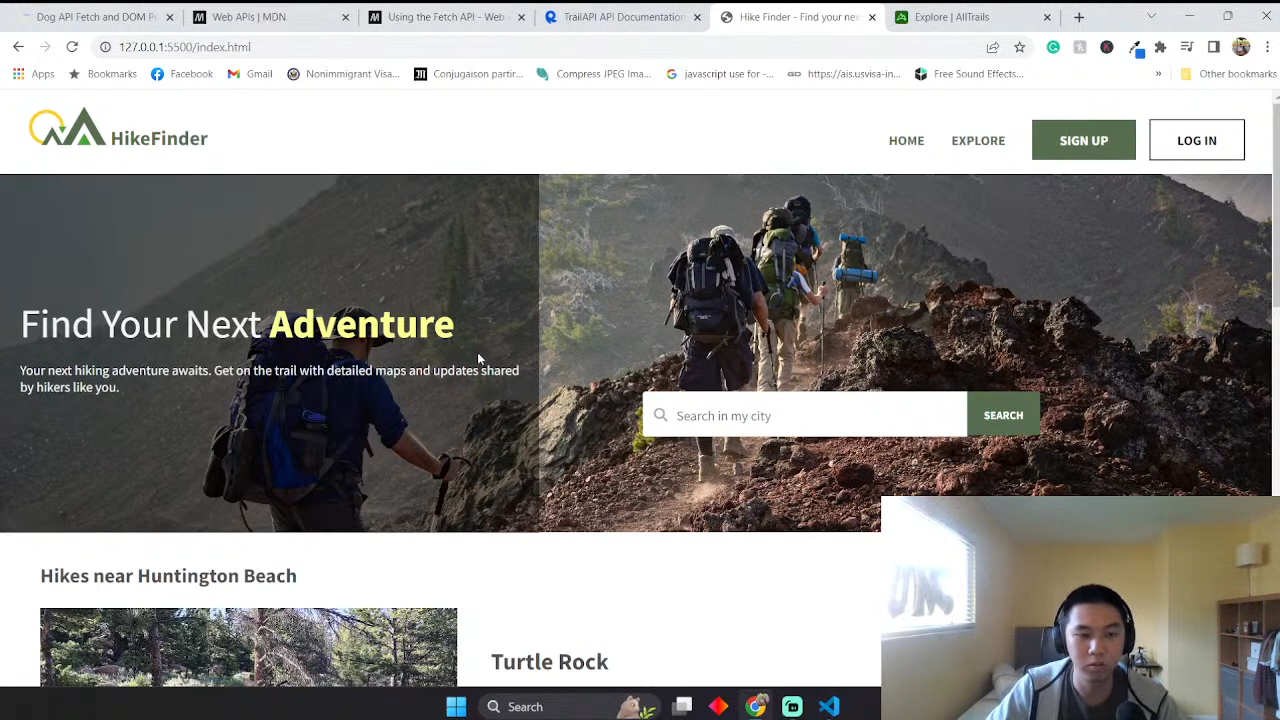 Dog API Fetch and DOM P
Web APIs | MDN
Using the Fetch API - Web
TrailAPI API Documentation
Hike Finder - Find your nex
Explore | AllTrails
127.0.0.1:5500/index.html
Apps
Bookmarks
Facebook
Gmail
Nonimmigrant Visa...
Conjugaison partir...
Compress JPEG Ima...
javascript use for -...
https://ais.usvisa-in...
Free Sound Effects...
»
Other bookmarks
HikeFinder
HOME
EXPLORE
SIGN UP
LOG IN
Find Your Next Adventure
Your next hiking adventure awaits. Get on the trail with detailed maps and updates shared
by hikers like you.
Search in my city
SEARCH
Hikes near Huntington Beach
Turtle Rock
Search